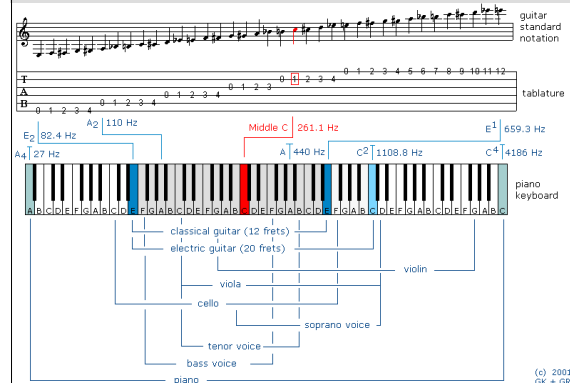 guitar
standard
notation
T
A
B
0 1 2 3 4 0 1 2 3 4 0 1 2 3 4 0 1 2 3 0 1 2 3 4 0 1 2 3 4 5 6 7 8 9 10 11 12
tablature
E2 82.4 Hz
A2 110 Hz
Middle C 261.1 Hz
E1 659.3 Hz
A4 27 Hz
A 440 Hz
C2 1108.8 Hz
C4 4186 Hz
piano
keyboard
A B C D E F G A B C D E F G A B C D E F G A B C D E F G A B C D E F G A B C D E F G A B C D E F G A B C
classical guitar (12 frets)
electric guitar (20 frets)
violin
viola
cello
soprano voice
tenor voice
bass voice
piano
(c) 2001
GK + GR